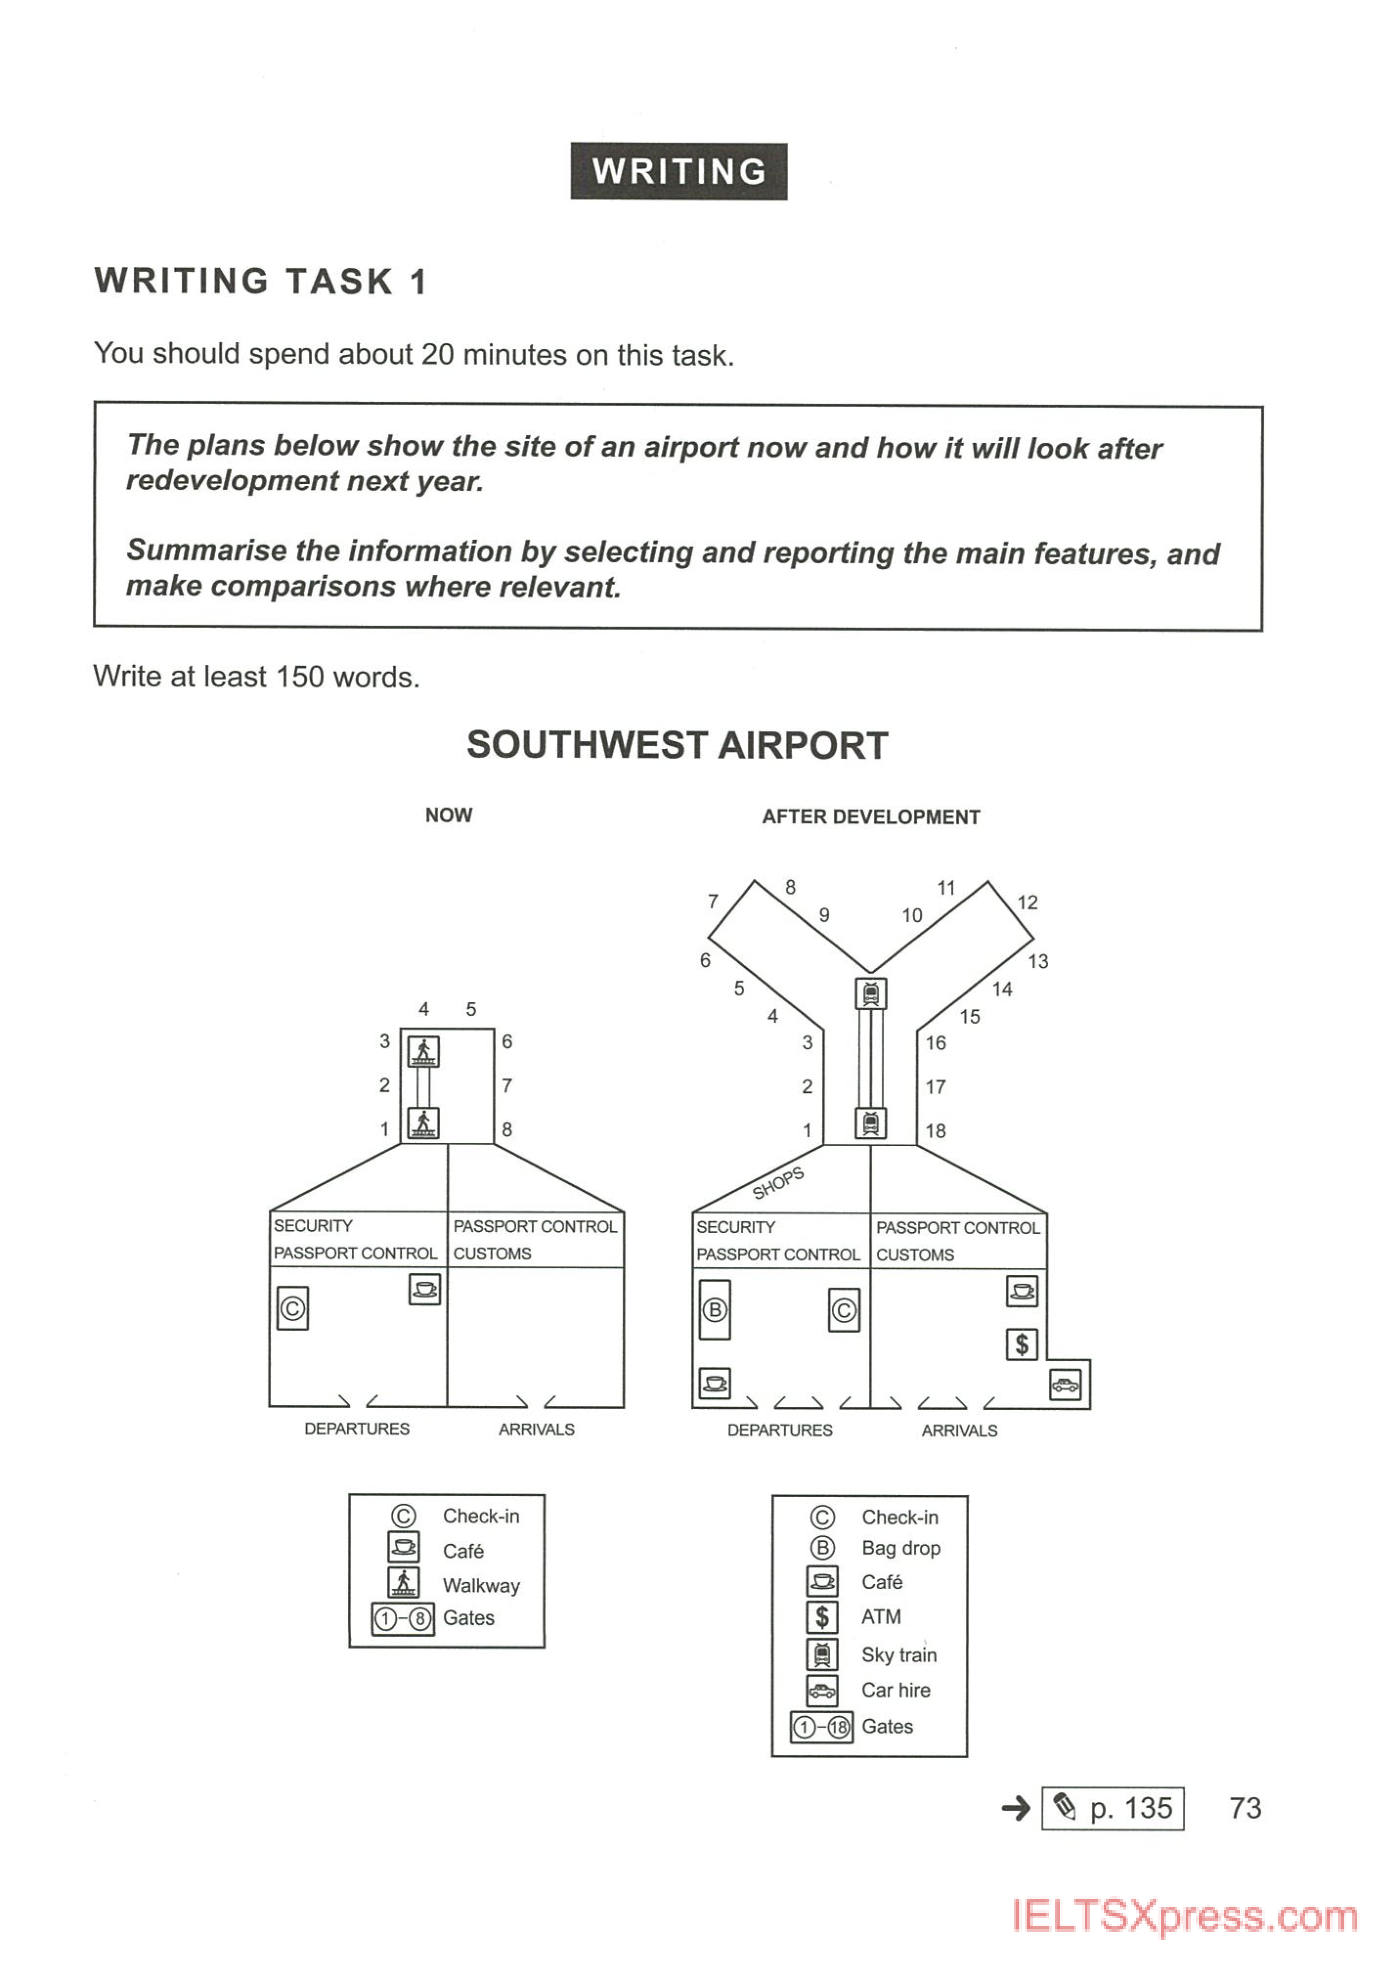 WRITING
WRITING TASK 1
You should spend about 20 minutes on this task.
The plans below show the site of an airport now and how it will look after
redevelopment next year.
Summarise the information by selecting and reporting the main features, and
make comparisons where relevant.
Write at least 150 words.
SOUTHWEST AIRPORT
NOW
4 5
3 6
2 7
1 8
SECURITY PASSPORT CONTROL
PASSPORT CONTROL CUSTOMS
C
DEPARTURES ARRIVALS
C Check-in
Café
Walkway
1–8 Gates
AFTER DEVELOPMENT
8 11
7 9 10 12
6 13
5 14
4 15
3 16
2 17
1 18
SHOPS
SECURITY PASSPORT CONTROL
PASSPORT CONTROL CUSTOMS
B C
$
DEPARTURES ARRIVALS
C Check-in
B Bag drop
Café
$ ATM
Sky train
Car hire
1–18 Gates
p. 135 73
IELTSXpress.com